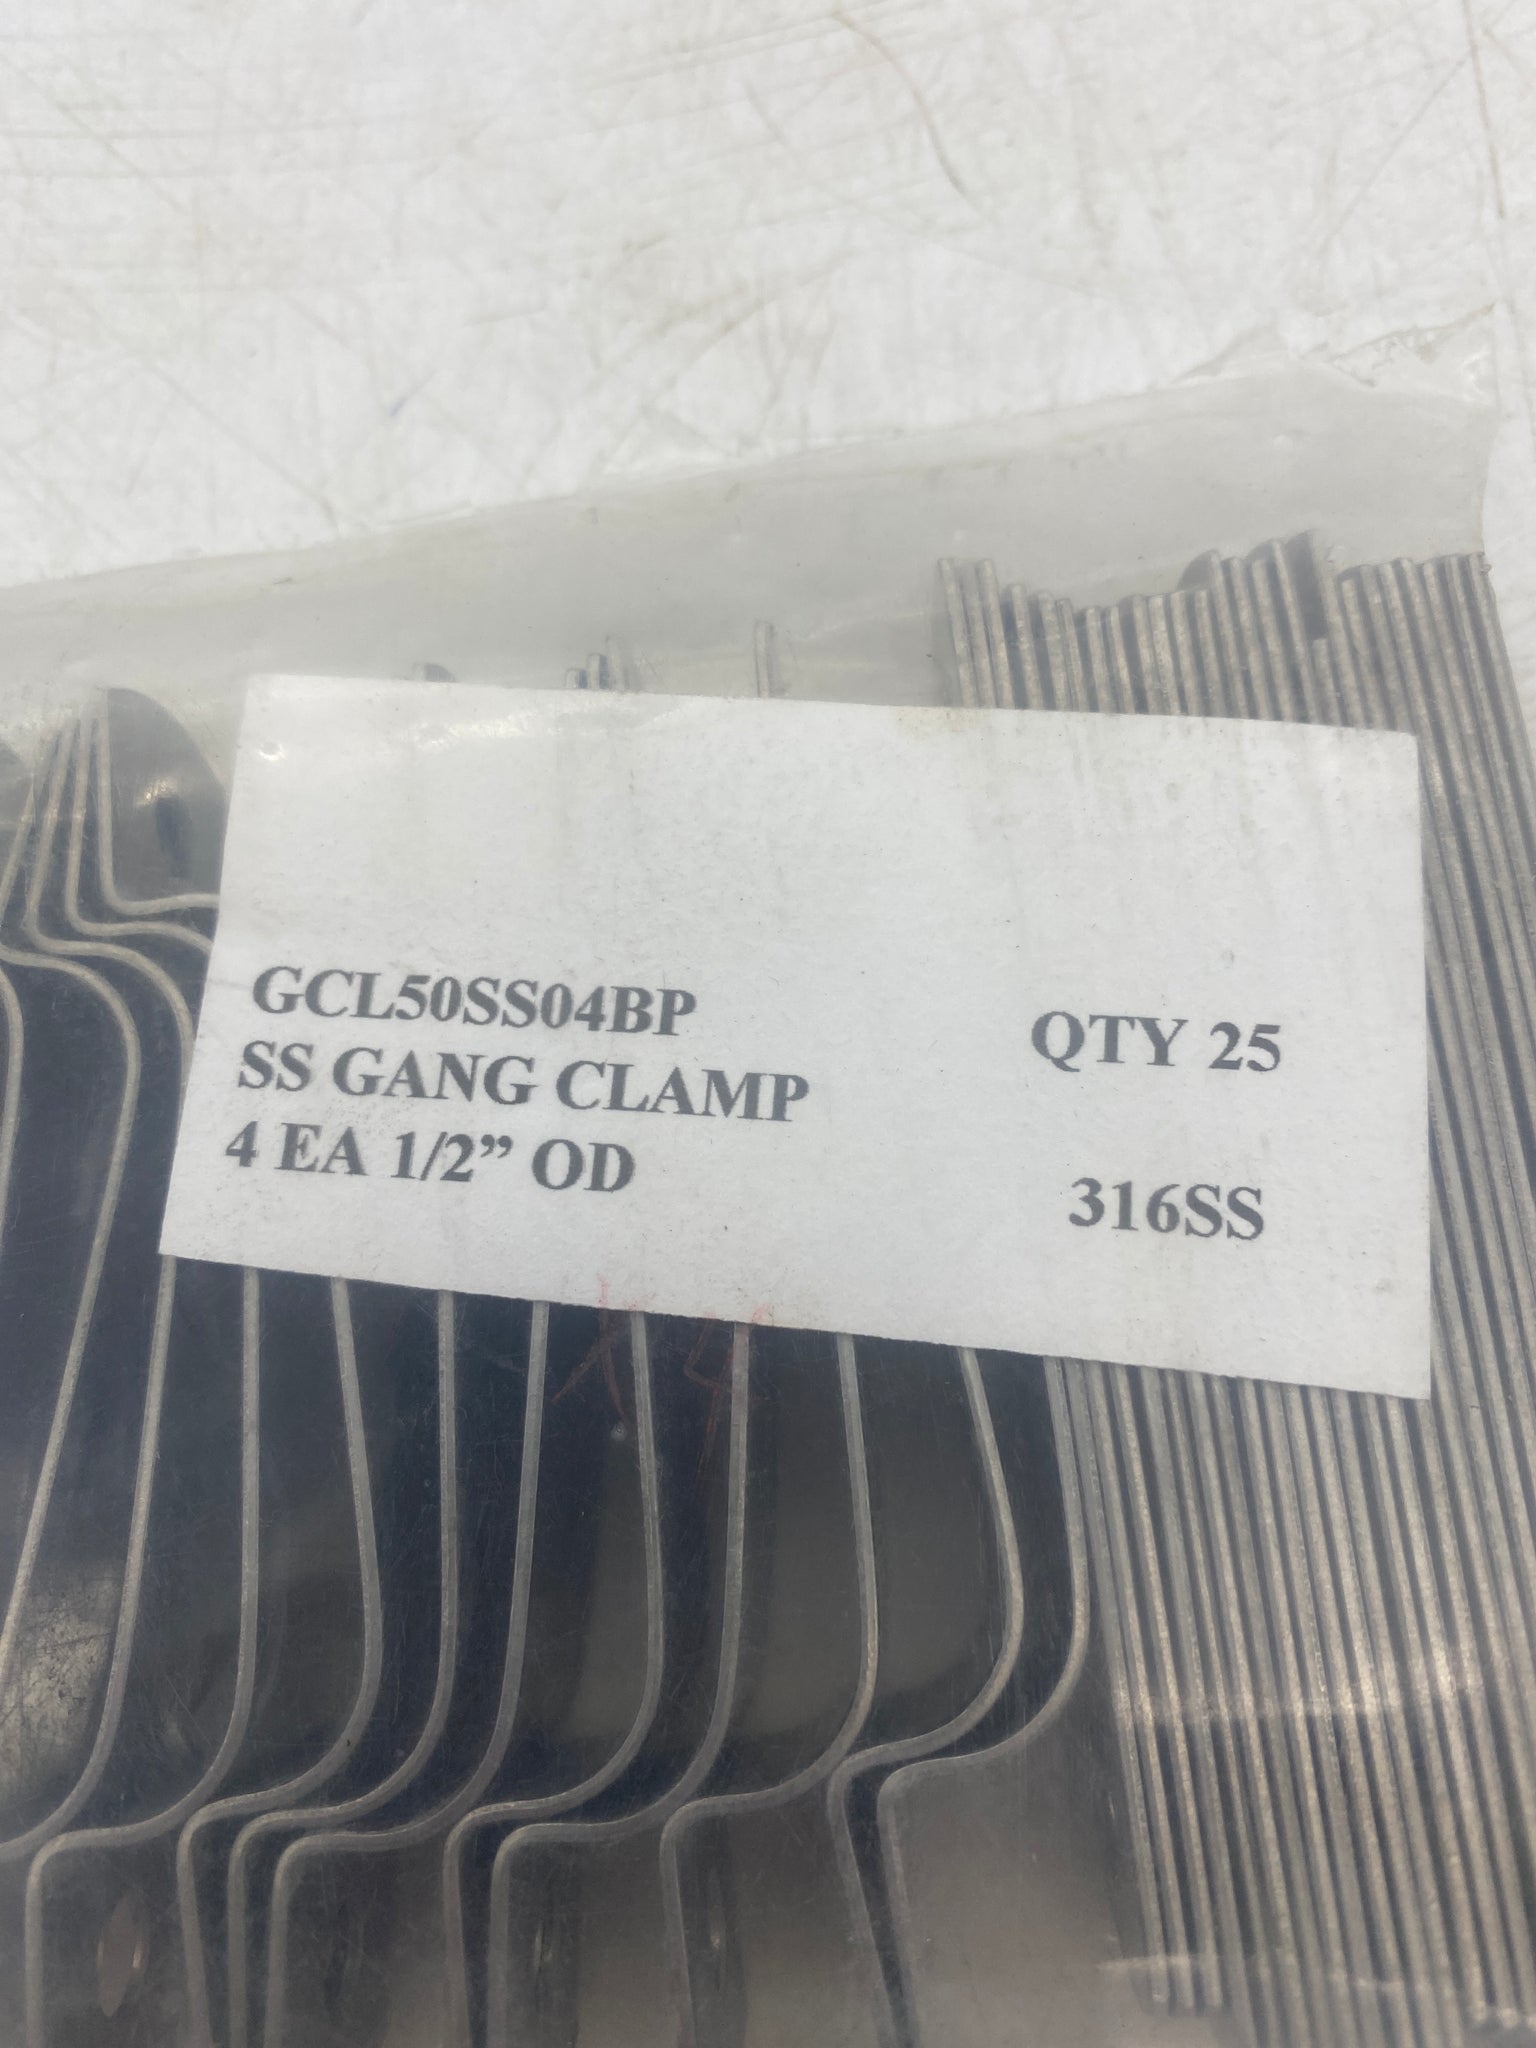 GCL50SS04BP QTY 25
SS GANG CLAMP
4 EA 1/2” OD 316SS